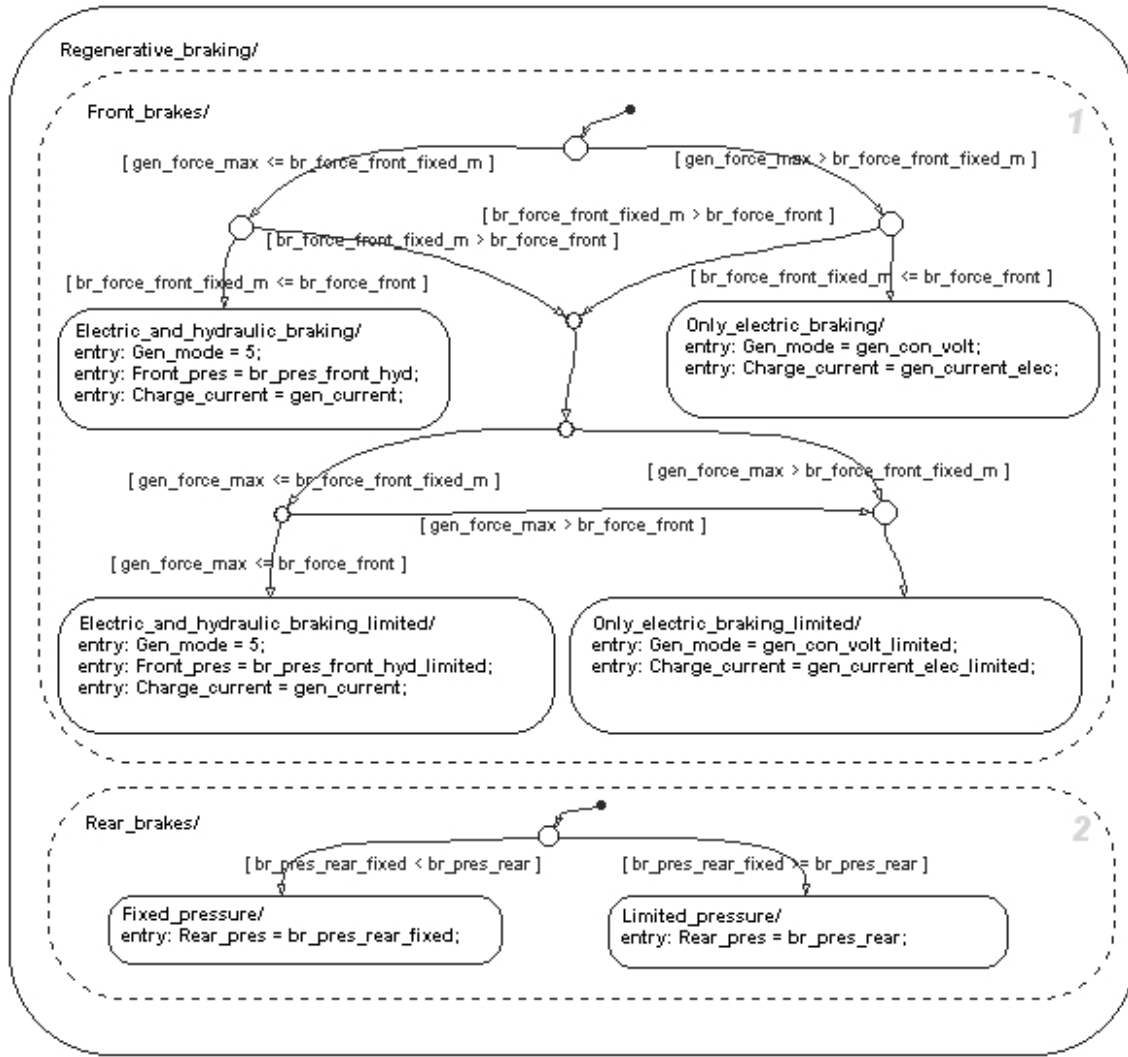 Regenerative_braking/
Front_brakes/
1
[ gen_force_max <= br_force_front_fixed_m ]
[ gen_force_max > br_force_front_fixed_m ]
[ br_force_front_fixed_m > br_force_front ]
[ br_force_front_fixed_m > br_force_front ]
[ br_force_front_fixed_m <= br_force_front ]
[ br_force_front_fixed_m <= br_force_front ]
Electric_and_hydraulic_braking/
entry: Gen_mode = 5;
entry: Front_pres = br_pres_front_hyd;
entry: Charge_current = gen_current;
Only_electric_braking/
entry: Gen_mode = gen_con_volt;
entry: Charge_current = gen_current_elec;
[ gen_force_max <= br_force_front_fixed_m ]
[ gen_force_max > br_force_front_fixed_m ]
[ gen_force_max > br_force_front ]
[ gen_force_max <= br_force_front ]
Electric_and_hydraulic_braking_limited/
entry: Gen_mode = 5;
entry: Front_pres = br_pres_front_hyd_limited;
entry: Charge_current = gen_current;
Only_electric_braking_limited/
entry: Gen_mode = gen_con_volt_limited;
entry: Charge_current = gen_current_elec_limited;
Rear_brakes/
2
[ br_pres_rear_fixed < br_pres_rear ]
[ br_pres_rear_fixed >= br_pres_rear ]
Fixed_pressure/
entry: Rear_pres = br_pres_rear_fixed;
Limited_pressure/
entry: Rear_pres = br_pres_rear;